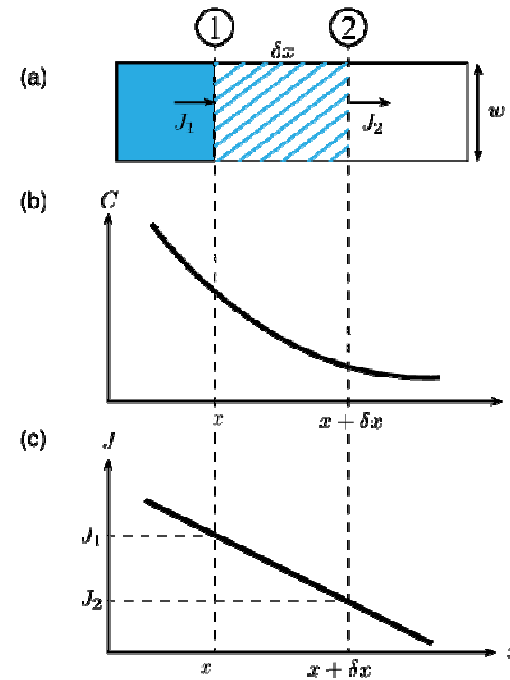 ① ②
(a) δx
J₁ J₂ w
(b) C
x x + δx
(c) J
J₁
J₂
x x + δx